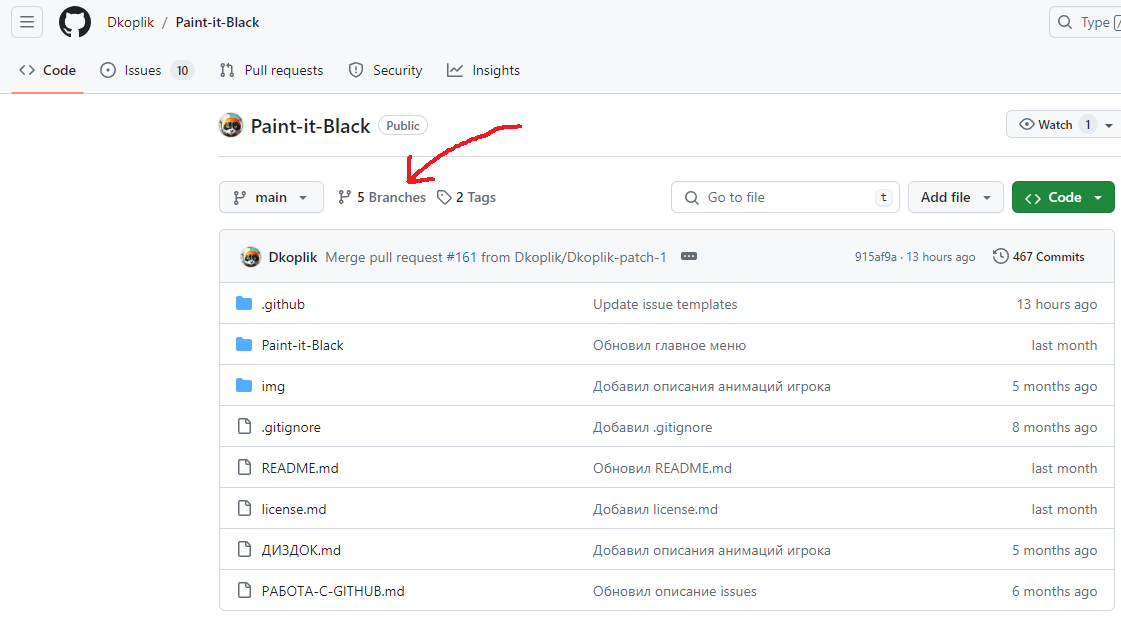 Dkoplik / Paint-it-Black
Type /
Code Issues 10 Pull requests Security Insights
Paint-it-Black Public
Watch 1
main 5 Branches 2 Tags Go to file t Add file Code
Dkoplik Merge pull request #161 from Dkoplik/Dkoplik-patch-1 915af9a · 13 hours ago 467 Commits
.github Update issue templates 13 hours ago
Paint-it-Black Обновил главное меню last month
img Добавил описания анимаций игрока 5 months ago
.gitignore Добавил .gitignore 8 months ago
README.md Обновил README.md last month
license.md Добавил license.md last month
ДИЗДОК.md Добавил описания анимаций игрока 5 months ago
РАБОТА-С-GITHUB.md Обновил описание issues 6 months ago